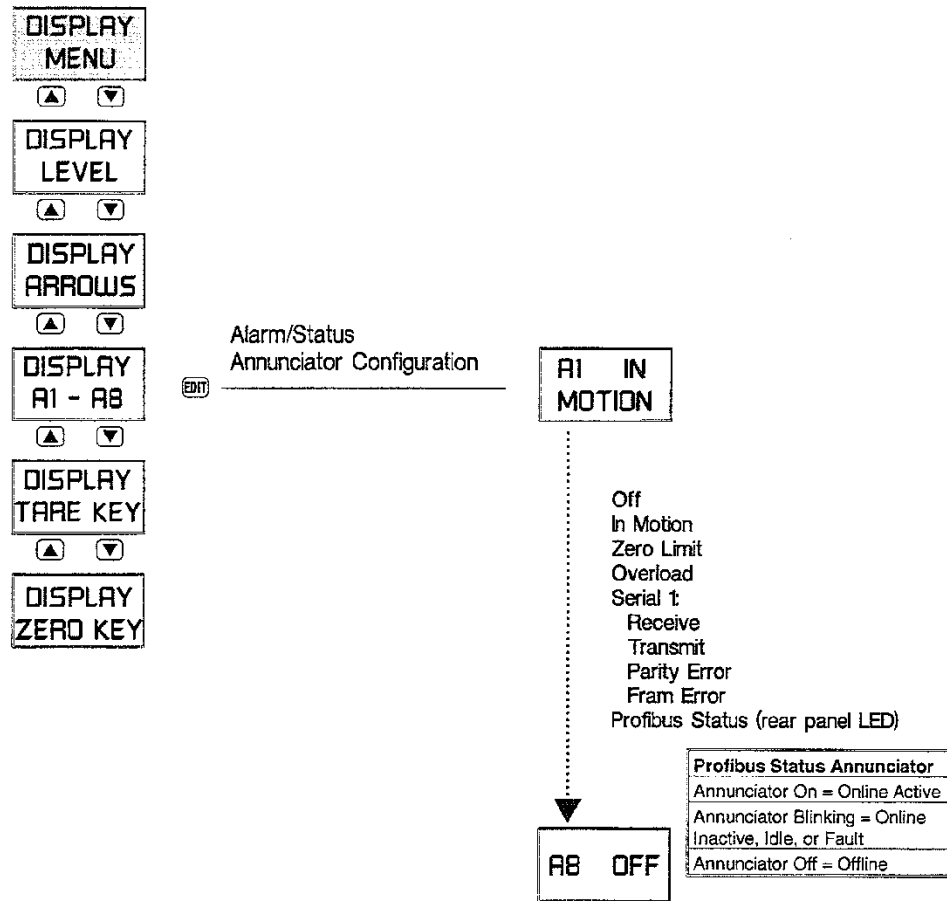 DISPLAY
MENU
DISPLAY
LEVEL
DISPLAY
ARROWS
DISPLAY
A1 - A8
DISPLAY
TARE KEY
DISPLAY
ZERO KEY
EDIT
Alarm/Status
Annunciator Configuration
A1 IN
MOTION
Off
In Motion
Zero Limit
Overload
Serial 1:
Receive
Transmit
Parity Error
Fram Error
Profibus Status (rear panel LED)
A8 OFF
Profibus Status Annunciator
Annunciator On = Online Active
Annunciator Blinking = Online
Inactive, Idle, or Fault
Annunciator Off = Offline